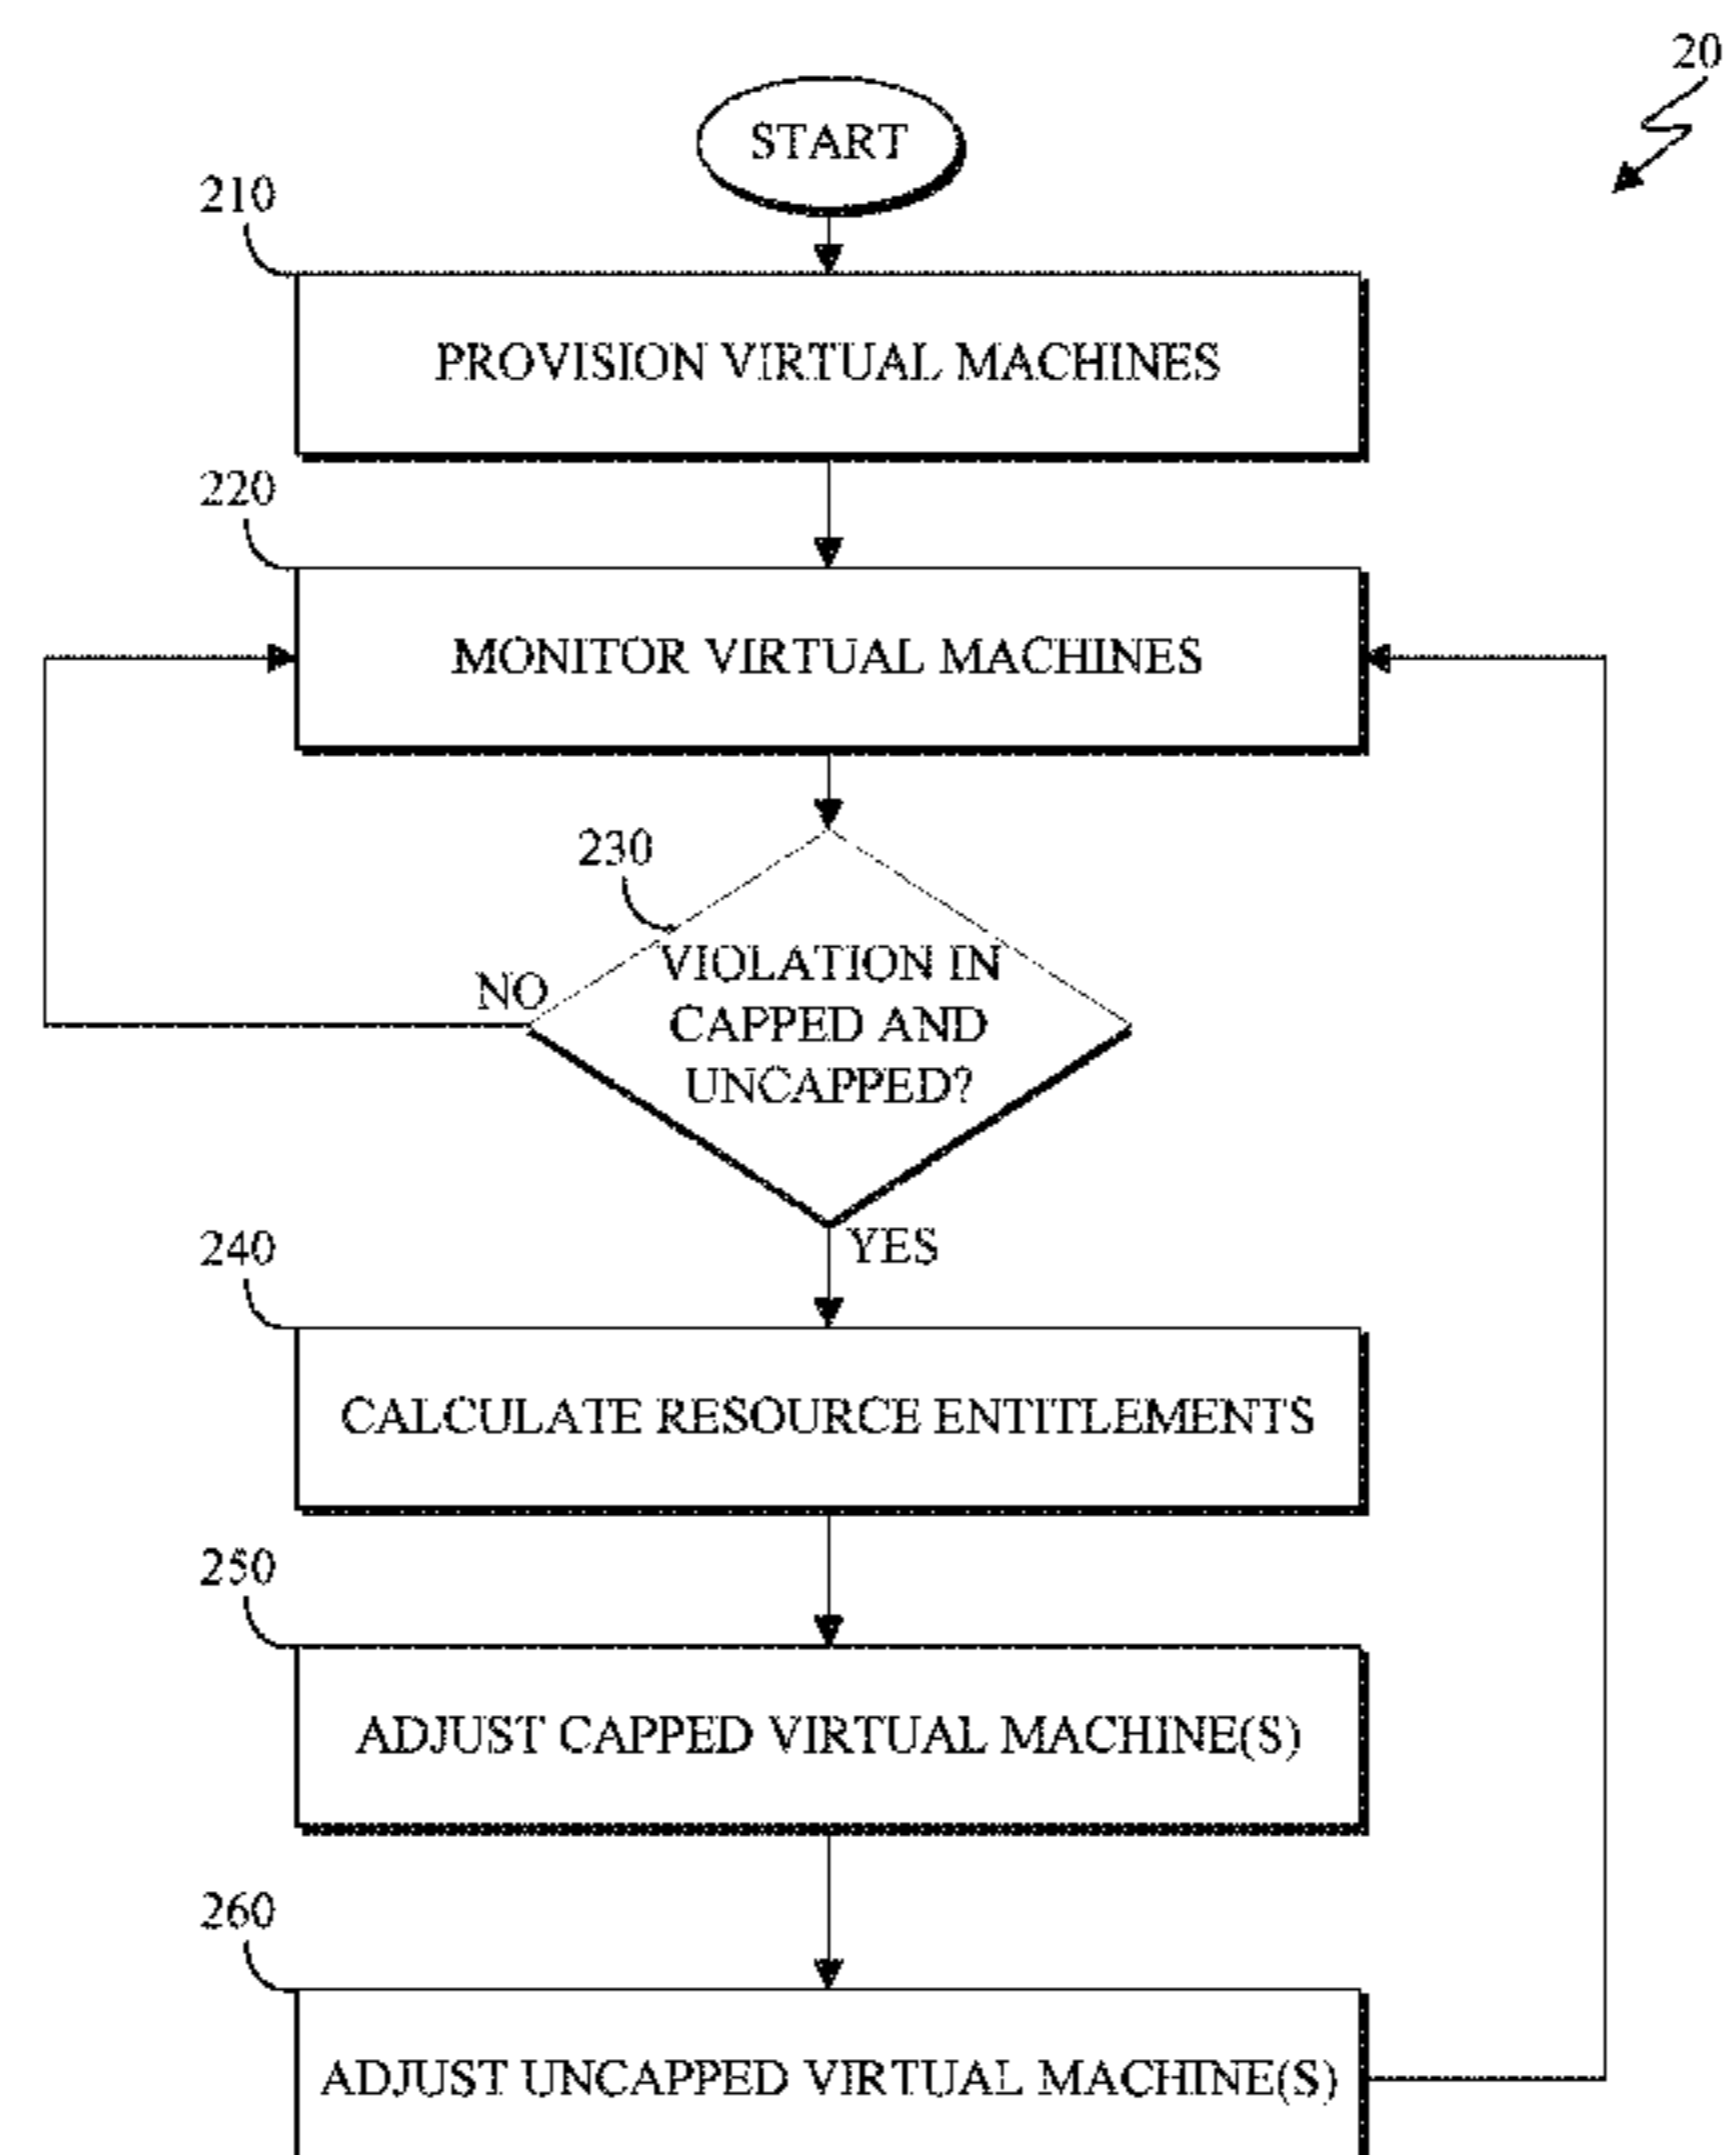 20
START
210
PROVISION VIRTUAL MACHINES
220
MONITOR VIRTUAL MACHINES
230
VIOLATION IN
CAPPED AND
UNCAPPED?
NO
YES
240
CALCULATE RESOURCE ENTITLEMENTS
250
ADJUST CAPPED VIRTUAL MACHINE(S)
260
ADJUST UNCAPPED VIRTUAL MACHINE(S)